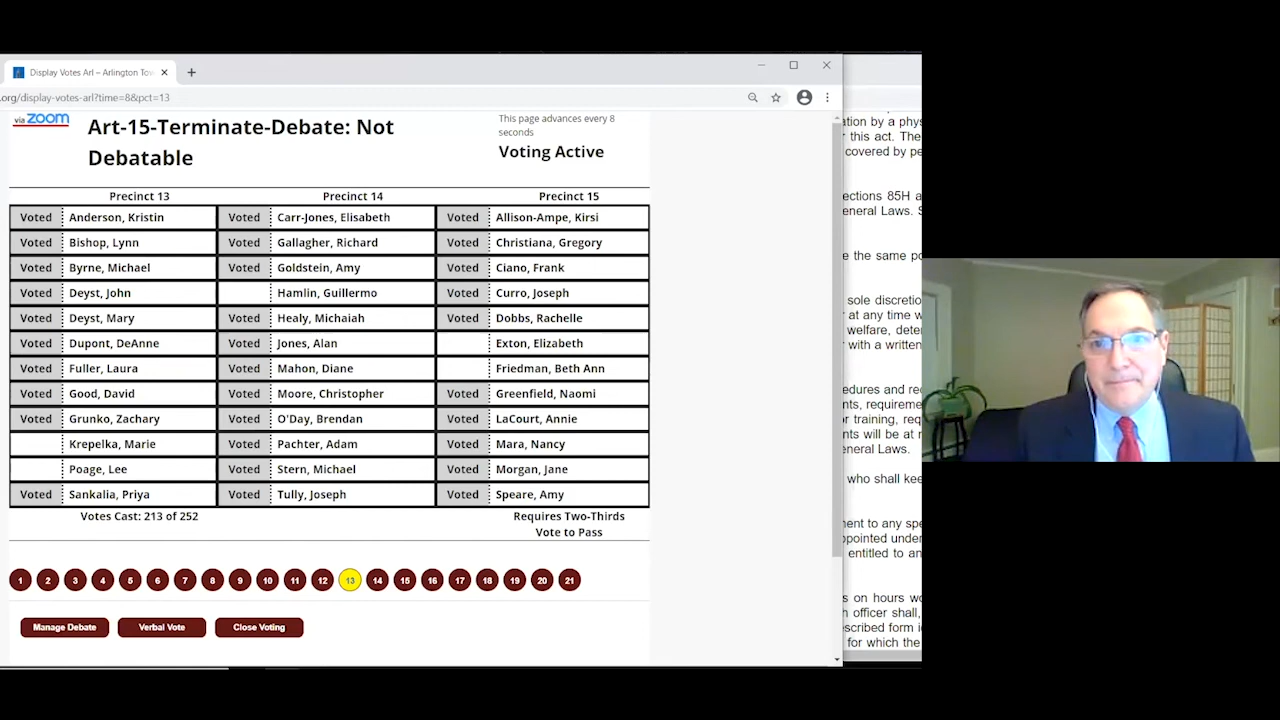 Display Votes Arl – Arlington Tov
.org/display-votes-arl?time=8&pct=13
via zoom
Art-15-Terminate-Debate: Not Debatable
This page advances every 8 seconds
Voting Active
Precinct 13 Precinct 14 Precinct 15
Voted Anderson, Kristin Voted Carr-Jones, Elisabeth Voted Allison-Ampe, Kirsi
Voted Bishop, Lynn Voted Gallagher, Richard Voted Christiana, Gregory
Voted Byrne, Michael Voted Goldstein, Amy Voted Ciano, Frank
Voted Deyst, John Hamlin, Guillermo Voted Curro, Joseph
Voted Deyst, Mary Voted Healy, Michaiah Voted Dobbs, Rachelle
Voted Dupont, DeAnne Voted Jones, Alan Exton, Elizabeth
Voted Fuller, Laura Voted Mahon, Diane Friedman, Beth Ann
Voted Good, David Voted Moore, Christopher Voted Greenfield, Naomi
Voted Grunko, Zachary Voted O'Day, Brendan Voted LaCourt, Annie
Krepelka, Marie Voted Pachter, Adam Voted Mara, Nancy
Poage, Lee Voted Stern, Michael Voted Morgan, Jane
Voted Sankalia, Priya Voted Tully, Joseph Voted Speare, Amy
Votes Cast: 213 of 252
Requires Two-Thirds Vote to Pass
1 2 3 4 5 6 7 8 9 10 11 12 13 14 15 16 17 18 19 20 21
Manage Debate Verbal Vote Close Voting
ation by a phys
this act. The
covered by pe
ections 85H a
eneral Laws. S
e the same po
sole discretio
at any time w
welfare, dete
with a written
edures and re
nts, requireme
or training, req
nts will be at
eneral Laws.
who shall kee
nent to any spe
ppointed under
entitled to an
s on hours wo
h officer shall,
escribed form
for which the